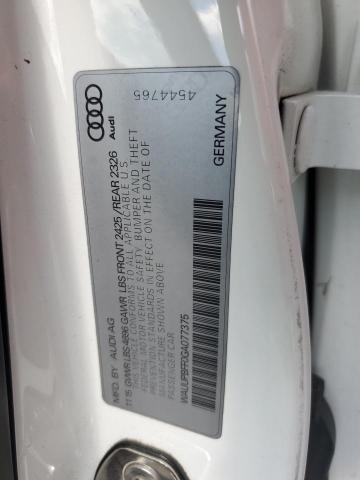 Audi
4544765
MFD. BY AUDI AG
GERMANY
11.15 GVWR LBS 4696 GAWR LBS FRONT 2425 / REAR 2326
THIS VEHICLE CONFORMS TO ALL APPLICABLE U.S.
FEDERAL MOTOR VEHICLE SAFETY BUMPER AND THEFT
PREVENTION STANDARDS IN EFFECT ON THE DATE OF
MANUFACTURE SHOWN ABOVE
PASSENGER CAR
WAUUPBFF0GA077375